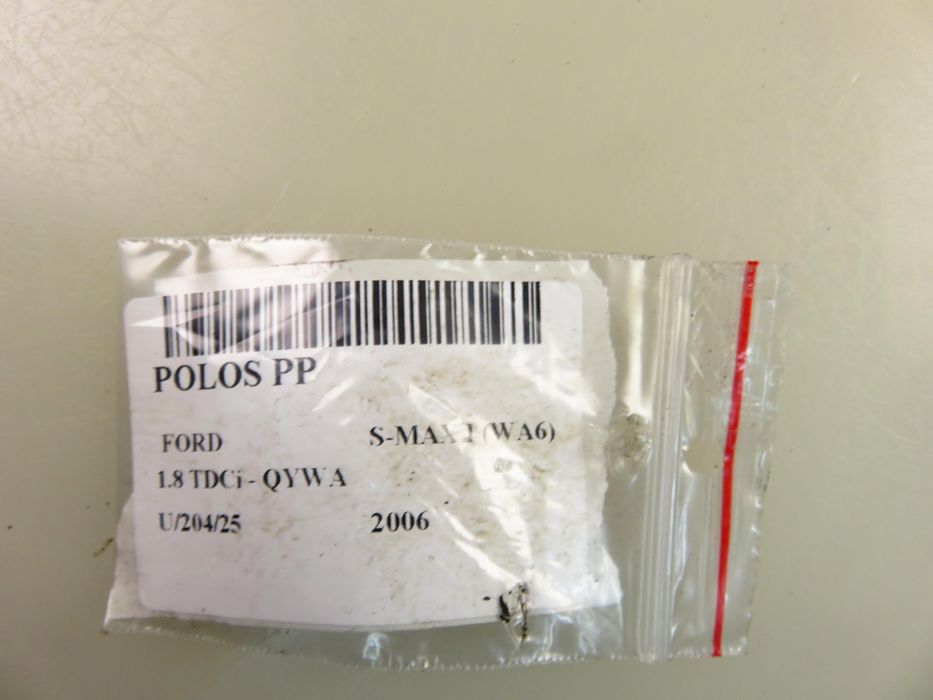 POLOS PP
FORD S-MAX I (WA6)
1.8 TDCi - QYWA
U/204/25 2006